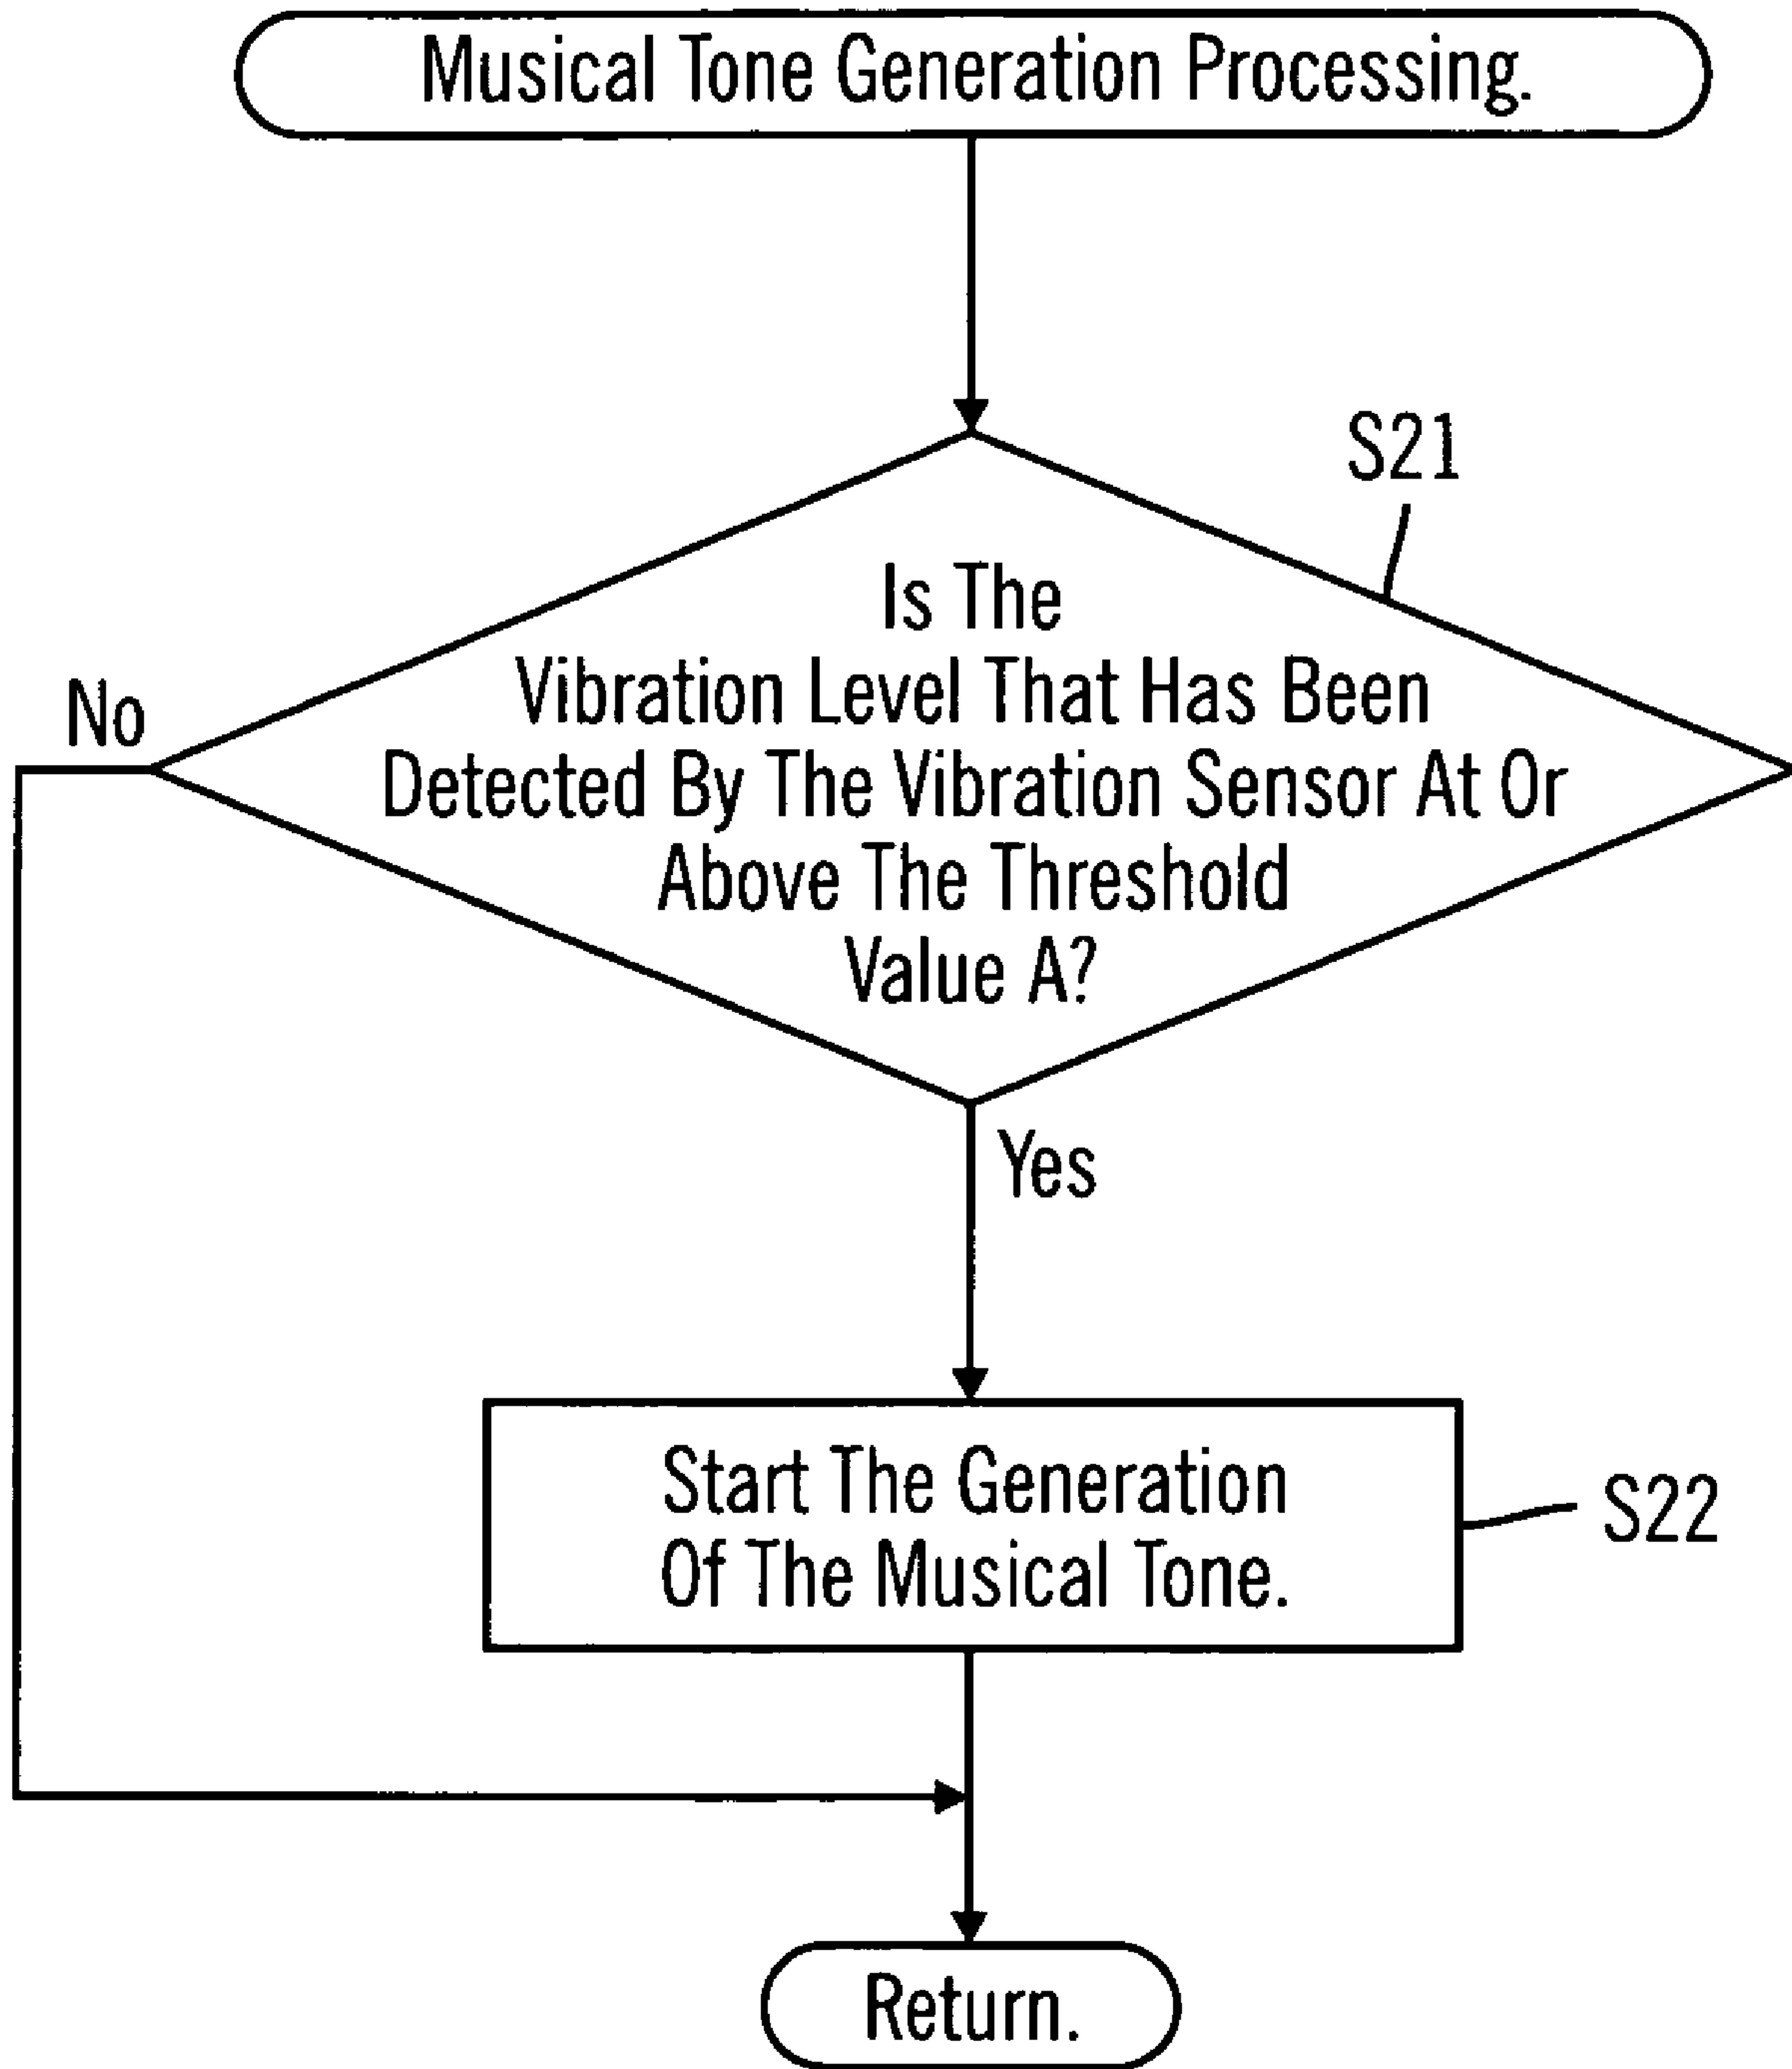 Musical Tone Generation Processing.
S21
Is The
Vibration Level That Has Been
Detected By The Vibration Sensor At Or
Above The Threshold
Value A?
No
Yes
Start The Generation
Of The Musical Tone.
S22
Return.